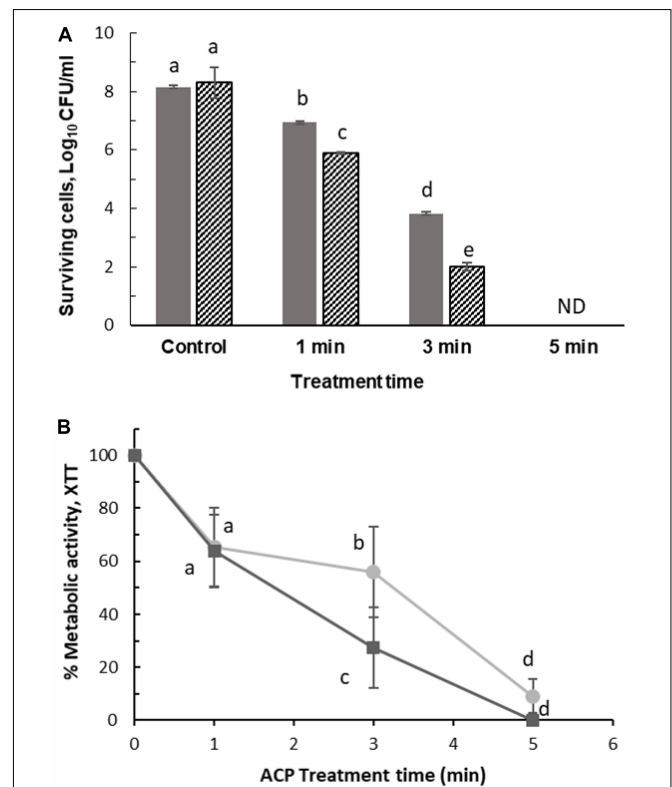 A
Surviving cells, Log10 CFU/ml
10
8
6
4
2
0
a
a
b
c
d
e
ND
Control 1 min 3 min 5 min
Treatment time
B
% Metabolic activity, XTT
100
80
60
40
20
0
a
a
b
c
d
d
0 1 2 3 4 5 6
ACP Treatment time (min)